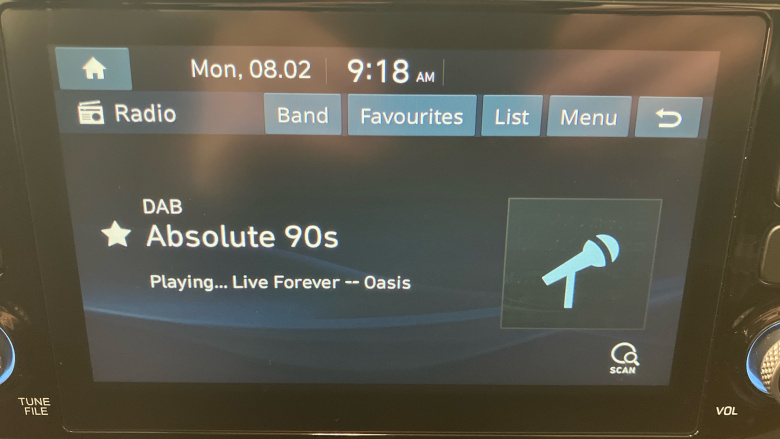 Mon, 08.02 9:18 AM
Radio Band Favourites List Menu
DAB
Absolute 90s
Playing... Live Forever -- Oasis
SCAN
TUNE
FILE
VOL